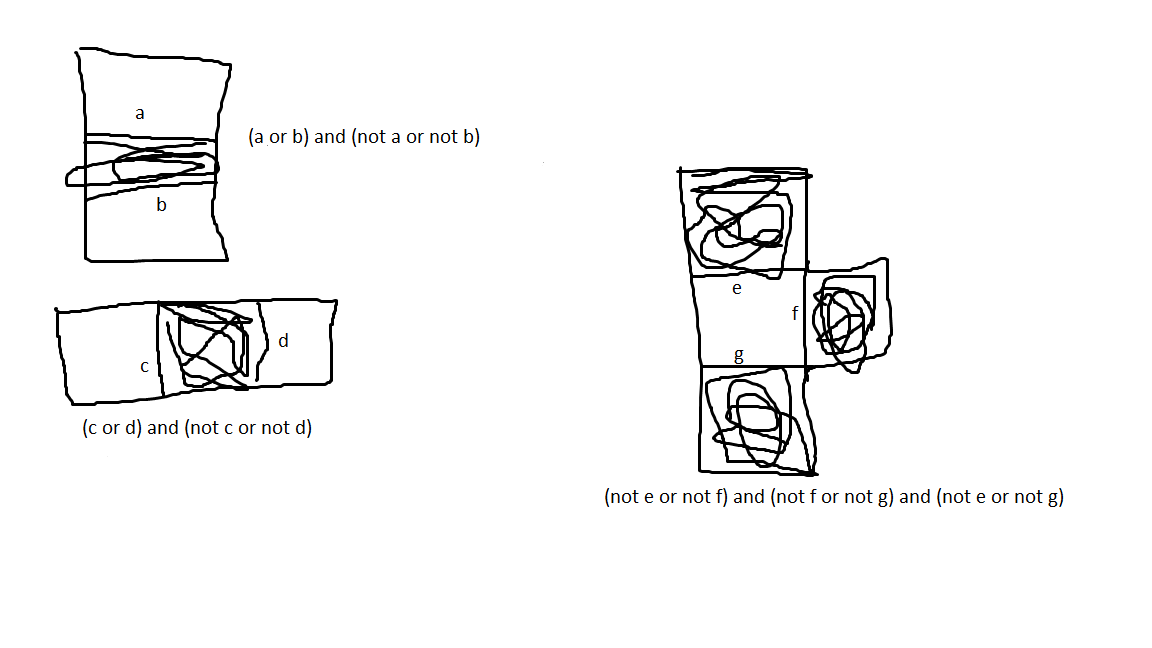 a
(a or b) and (not a or not b)
b
e
f
d
g
c
(c or d) and (not c or not d)
(not e or not f) and (not f or not g) and (not e or not g)